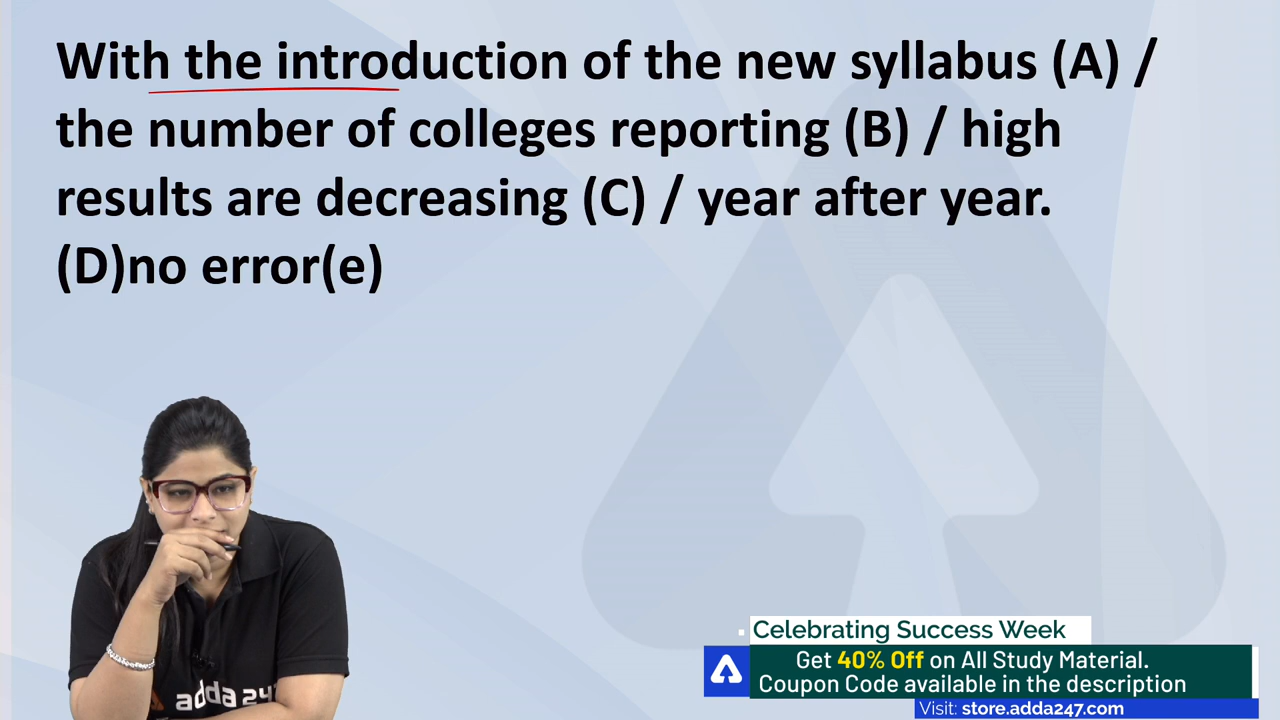 With the introduction of the new syllabus (A) /
the number of colleges reporting (B) / high
results are decreasing (C) / year after year.
(D)no error(e)
adda 24
Celebrating Success Week
Get 40% Off on All Study Material.
Coupon Code available in the description
Visit: store.adda247.com